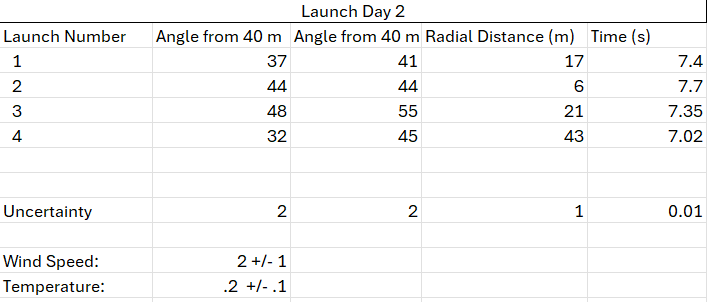 Launch Day 2
Launch Number Angle from 40 m Angle from 40 m Radial Distance (m) Time (s)
1 37 41 17 7.4
2 44 44 6 7.7
3 48 55 21 7.35
4 32 45 43 7.02
Uncertainty 2 2 1 0.01
Wind Speed: 2 +/- 1
Temperature: .2 +/- .1